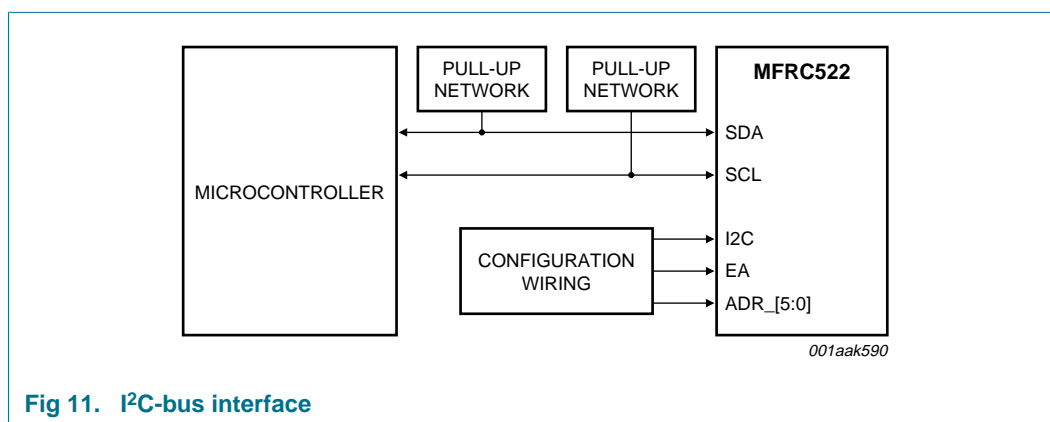 PULL-UP
NETWORK
PULL-UP
NETWORK
MFRC522
SDA
SCL
MICROCONTROLLER
I2C
CONFIGURATION
WIRING
EA
ADR_[5:0]
001aak590
Fig 11. I²C-bus interface